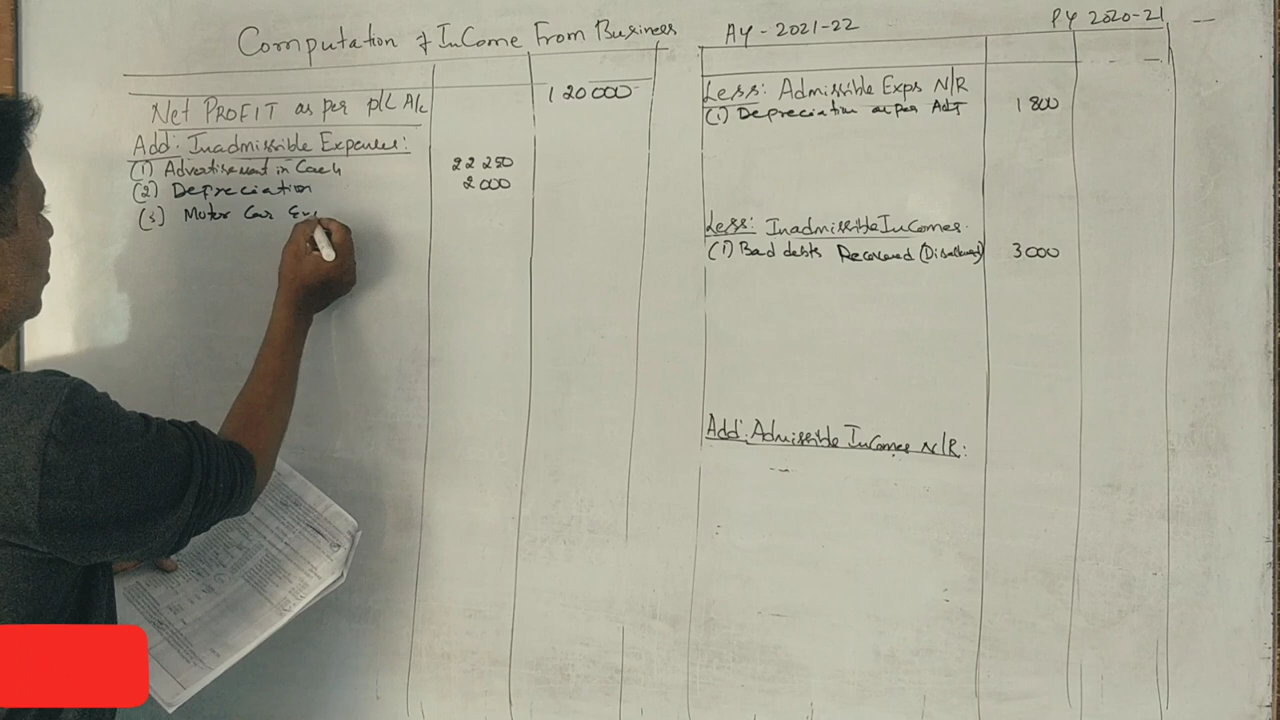 Computation of InCome From Business
AY - 2021-22
PY 2020-21
Net PROFIT as per P/L A/c
120000
Add: Inadmissible Expenses:
(1) Advertisement in Cash 22250
(2) Depreciation 2000
(3) Motor Car Exp
Less: Admissible Exps N/R
(1) Depreciation as per Act 1800
Less: Inadmissible InComes.
(1) Bad debts Recovered (Disallowed) 3000
Add: Admissible InComes N/R: